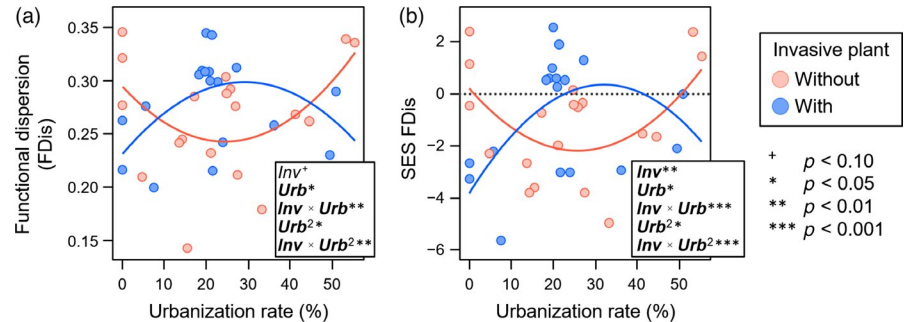 (a)
Functional dispersion
(FDis)
0.35
0.30
0.25
0.20
0.15
0 10 20 30 40 50
Urbanization rate (%)
Inv+
Urb*
Inv × Urb**
Urb2*
Inv × Urb2**
(b)
SES FDis
2
0
−2
−4
−6
0 10 20 30 40 50
Urbanization rate (%)
Inv**
Urb*
Inv × Urb***
Urb2*
Inv × Urb2***
Invasive plant
Without
With
+ p < 0.10
* p < 0.05
** p < 0.01
*** p < 0.001